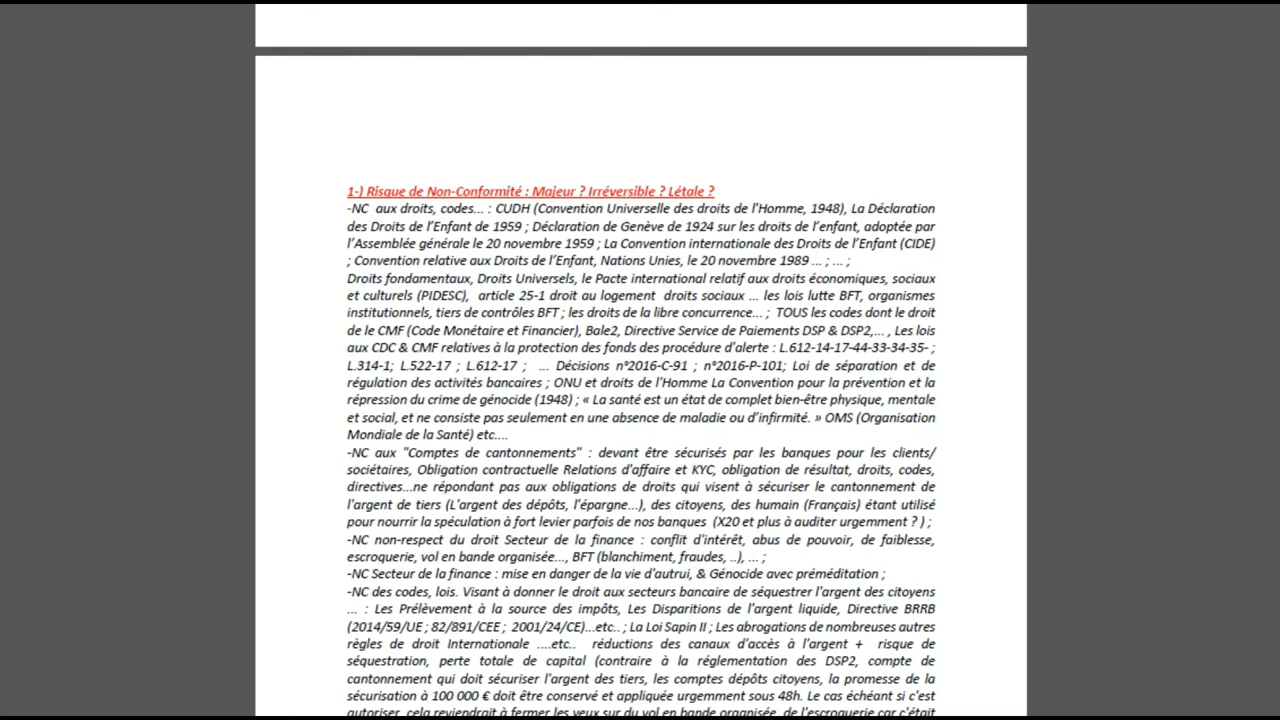 1-) Risque de Non-Conformité : Majeur ? Irréversible ? Létale ?
-NC aux droits, codes... : CUDH (Convention Universelle des droits de l'Homme, 1948), La Déclaration
des Droits de l'Enfant de 1959 ; Déclaration de Genève de 1924 sur les droits de l'enfant, adoptée par
l'Assemblée générale le 20 novembre 1959 ; La Convention internationale des Droits de l'Enfant (CIDE)
; Convention relative aux Droits de l'Enfant, Nations Unies, le 20 novembre 1989 ... ; ... ;
Droits fondamentaux, Droits Universels, le Pacte international relatif aux droits économiques, sociaux
et culturels (PIDESC), article 25-1 droit au logement droits sociaux ... les lois lutte BFT, organismes
institutionnels, tiers de contrôles BFT ; les droits de la libre concurrence... ; TOUS les codes dont le droit
de le CMF (Code Monétaire et Financier), Bale2, Directive Service de Paiements DSP & DSP2,... , Les lois
aux CDC & CMF relatives à la protection des fonds des procédure d'alerte : L.612-14-17-44-33-34-35- ;
L.314-1; L.522-17 ; L.612-17 ; ... Décisions n°2016-C-91 ; n°2016-P-101; Loi de séparation et de
régulation des activités bancaires ; ONU et droits de l'Homme La Convention pour la prévention et la
répression du crime de génocide (1948) ; « La santé est un état de complet bien-être physique, mentale
et social, et ne consiste pas seulement en une absence de maladie ou d'infirmité. » OMS (Organisation
Mondiale de la Santé) etc....
-NC aux "Comptes de cantonnements" : devant être sécurisés par les banques pour les clients/
sociétaires, Obligation contractuelle Relations d'affaire et KYC, obligation de résultat, droits, codes,
directives...ne répondant pas aux obligations de droits qui visent à sécuriser le cantonnement de
l'argent de tiers (L'argent des dépôts, l'épargne...), des citoyens, des humain (Français) étant utilisé
pour nourrir la spéculation à fort levier parfois de nos banques (X20 et plus à auditer urgemment ? ) ;
-NC non-respect du droit Secteur de la finance : conflit d'intérêt, abus de pouvoir, de faiblesse,
escroquerie, vol en bande organisée..., BFT (blanchiment, fraudes, ..), ... ;
-NC Secteur de la finance : mise en danger de la vie d'autrui, & Génocide avec préméditation ;
-NC des codes, lois. Visant à donner le droit aux secteurs bancaire de séquestrer l'argent des citoyens
... : Les Prélèvement à la source des impôts, Les Disparitions de l'argent liquide, Directive BRRB
(2014/59/UE ; 82/891/CEE ; 2001/24/CE)...etc.. ; La Loi Sapin II ; Les abrogations de nombreuses autres
règles de droit Internationale ....etc.. réductions des canaux d'accès à l'argent + risque de
séquestration, perte totale de capital (contraire à la réglementation des DSP2, compte de
cantonnement qui doit sécuriser l'argent des tiers, les comptes dépôts citoyens, la promesse de la
sécurisation à 100 000 € doit être conservé et appliquée urgemment sous 48h. Le cas échéant si c'est
autoriser, cela reviendrait à fermer les yeux sur du vol en bande organisée, de l'escroquerie car c'était